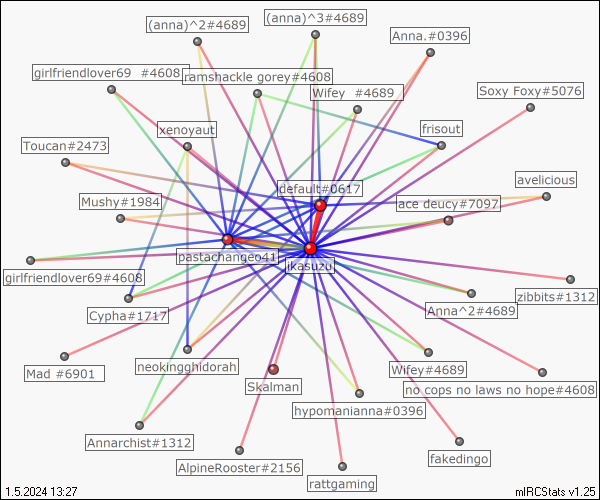 (anna)^2#4689
(anna)^3#4689
Anna.#0396
girlfriendlover69 #4608
ramshackle gorey#4608
Wifey #4689
Soxy Foxy#5076
xenoyaut
frisout
Toucan#2473
default#0617
avelicious
Mushy#1984
ace deucy#7097
pastachangeo41
jkasuzu
girlfriendlover69#4608
zibbits#1312
Cypha#1717
Anna^2#4689
Mad #6901
neokingghidorah
Wifey#4689
Skalman
no cops no laws no hope#4608
hypomanianna#0396
Annarchist#1312
fakedingo
AlpineRooster#2156
rattgaming
1.5.2024 13:27
mIRCStats v1.25